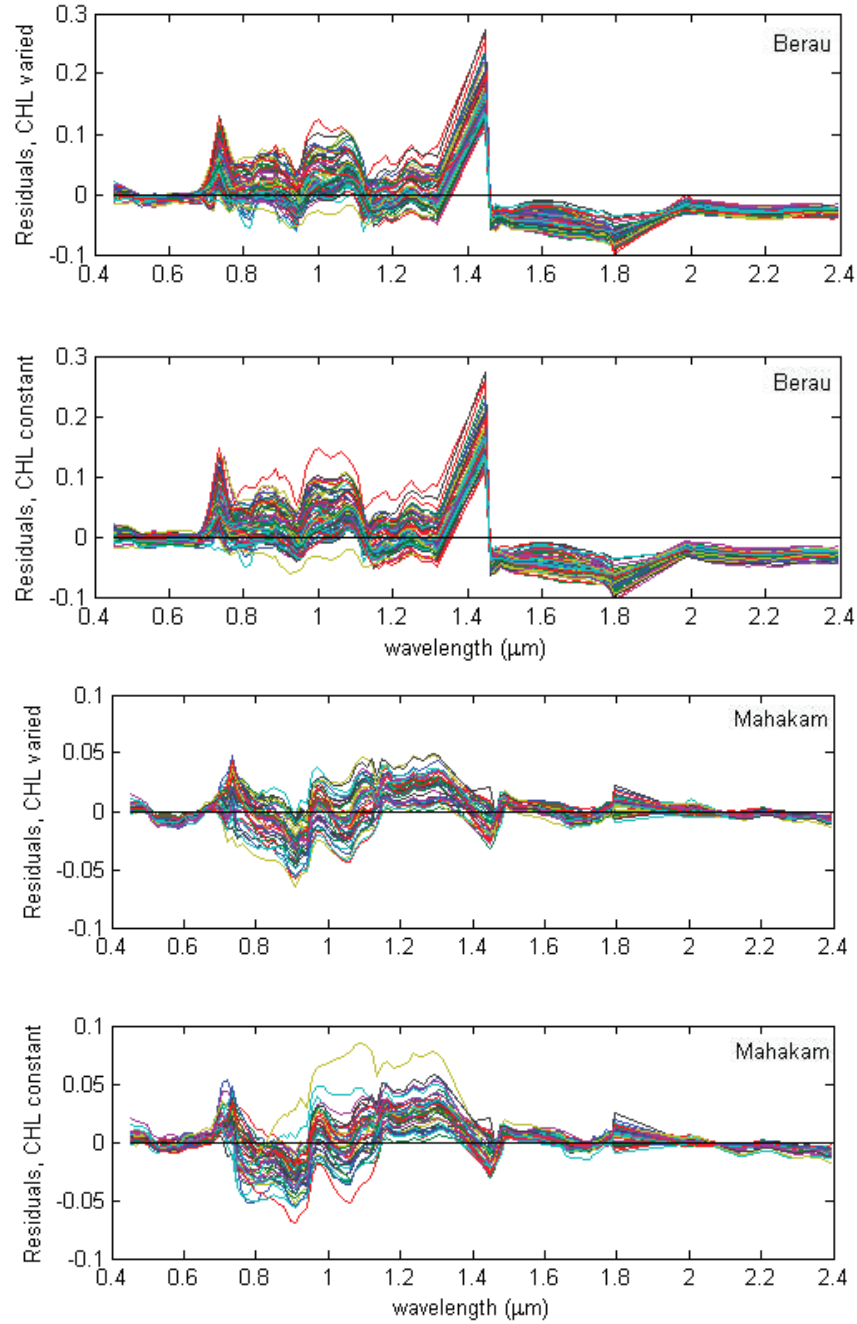 Residuals, CHL varied
0.3
0.2
0.1
0
-0.1
Berau
0.4 0.6 0.8 1 1.2 1.4 1.6 1.8 2 2.2 2.4
Residuals, CHL constant
0.3
0.2
0.1
0
-0.1
Berau
0.4 0.6 0.8 1 1.2 1.4 1.6 1.8 2 2.2 2.4
wavelength (μm)
Residuals, CHL varied
0.1
0.05
0
-0.05
-0.1
Mahakam
0.4 0.6 0.8 1 1.2 1.4 1.6 1.8 2 2.2 2.4
Residuals, CHL constant
0.1
0.05
0
-0.05
-0.1
Mahakam
0.4 0.6 0.8 1 1.2 1.4 1.6 1.8 2 2.2 2.4
wavelength (μm)